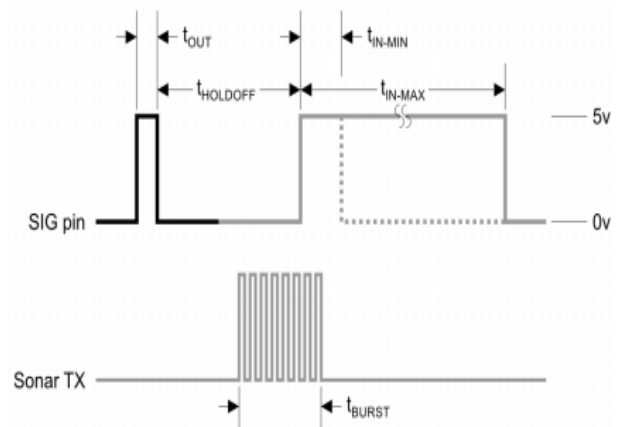 tOUT
tIN-MIN
tHOLDOFF
tIN-MAX
5v
SIG pin
0v
Sonar TX
tBURST